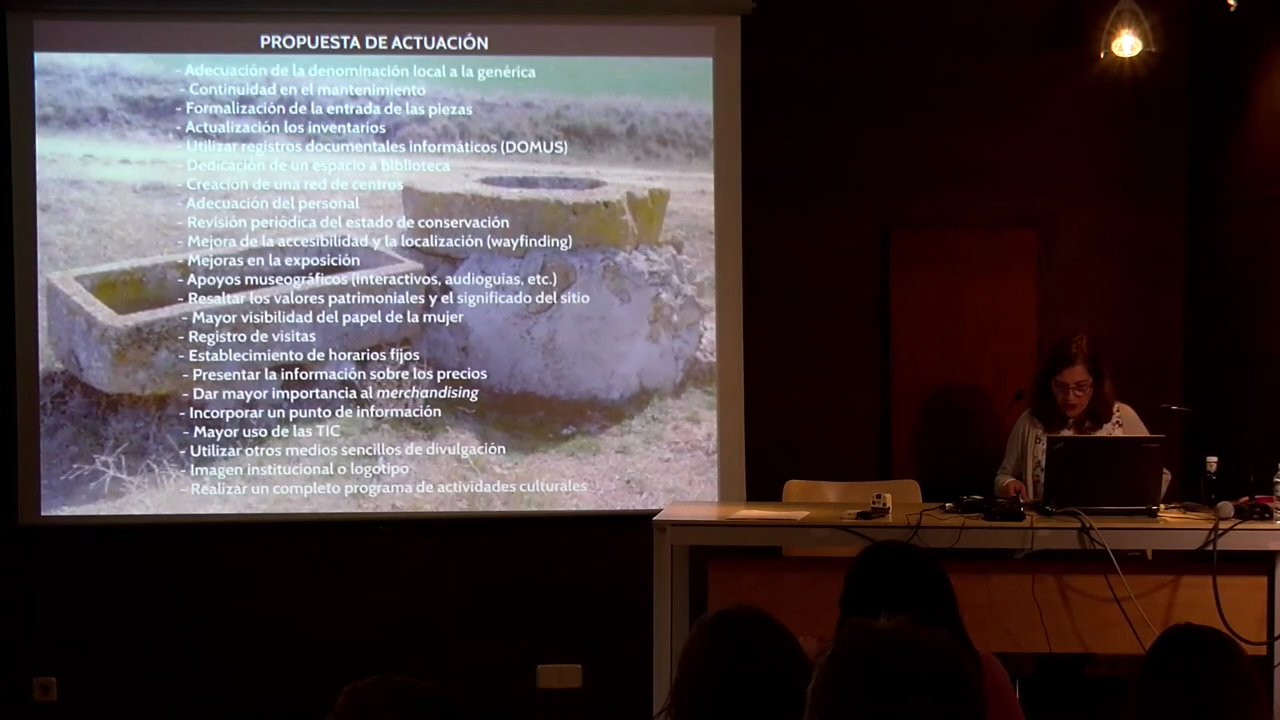 PROPUESTA DE ACTUACIÓN
- Adecuación de la denominación local a la genérica
- Continuidad en el mantenimiento
- Formalización de la entrada de las piezas
- Actualización los inventarios
- Utilizar registros documentales informáticos (DOMUS)
- Dedicación de un espacio a biblioteca
- Creación de una red de centros
- Adecuación del personal
- Revisión periódica del estado de conservación
- Mejora de la accesibilidad y la localización (wayfinding)
- Mejoras en la exposición
- Apoyos museográficos (interactivos, audioguías, etc.)
- Resaltar los valores patrimoniales y el significado del sitio
- Mayor visibilidad del papel de la mujer
- Registro de visitas
- Establecimiento de horarios fijos
- Presentar la información sobre los precios
- Dar mayor importancia al merchandising
- Incorporar un punto de información
- Mayor uso de las TIC
- Utilizar otros medios sencillos de divulgación
- Imagen institucional o logotipo
- Realizar un completo programa de actividades culturales